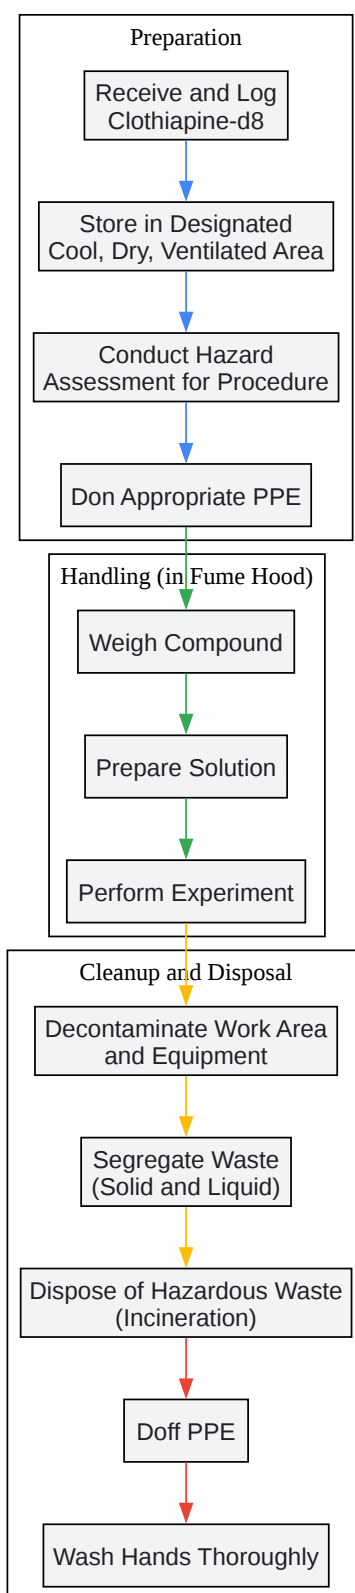 Preparation
Receive and Log
Clothiapine-d8
Store in Designated
Cool, Dry, Ventilated Area
Conduct Hazard
Assessment for Procedure
Don Appropriate PPE
Handling (in Fume Hood)
Weigh Compound
Prepare Solution
Perform Experiment
Cleanup and Disposal
Decontaminate Work Area
and Equipment
Segregate Waste
(Solid and Liquid)
Dispose of Hazardous Waste
(Incineration)
Doff PPE
Wash Hands Thoroughly